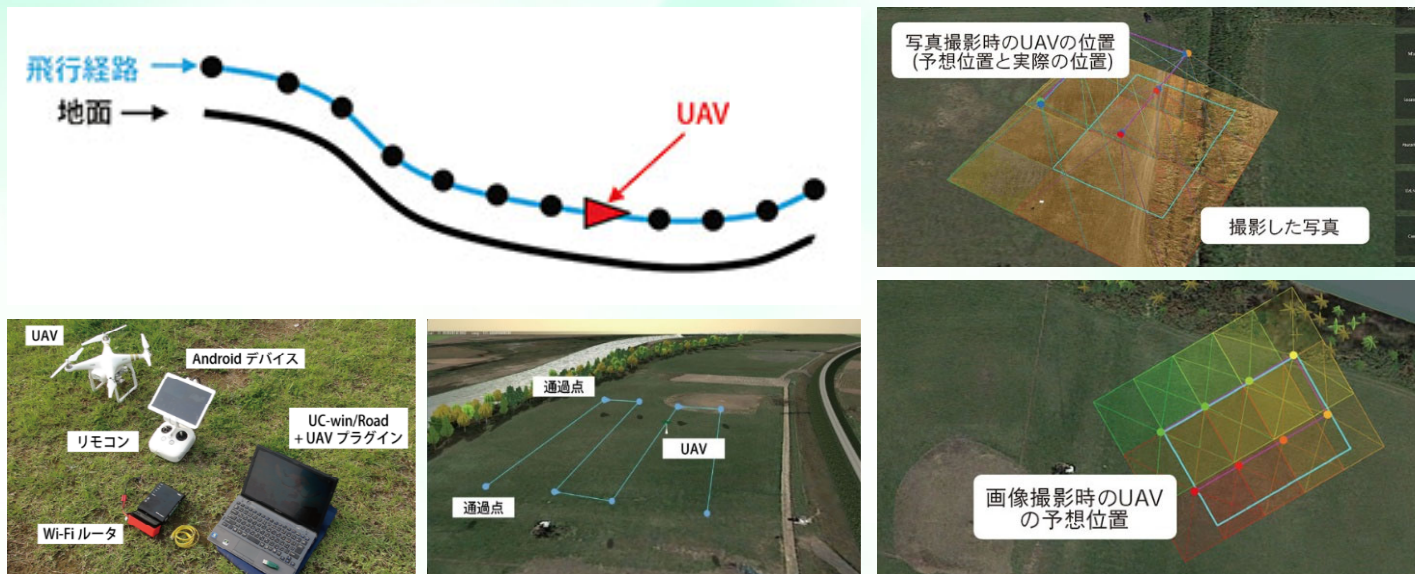 飛行経路
地面
UAV
写真撮影時のUAVの位置
(予想位置と実際の位置)
撮影した写真
UAV
Android デバイス
UC-win/Road
+ UAV プラグイン
リモコン
Wi-Fi ルータ
通過点
UAV
通過点
画像撮影時のUAV
の予想位置